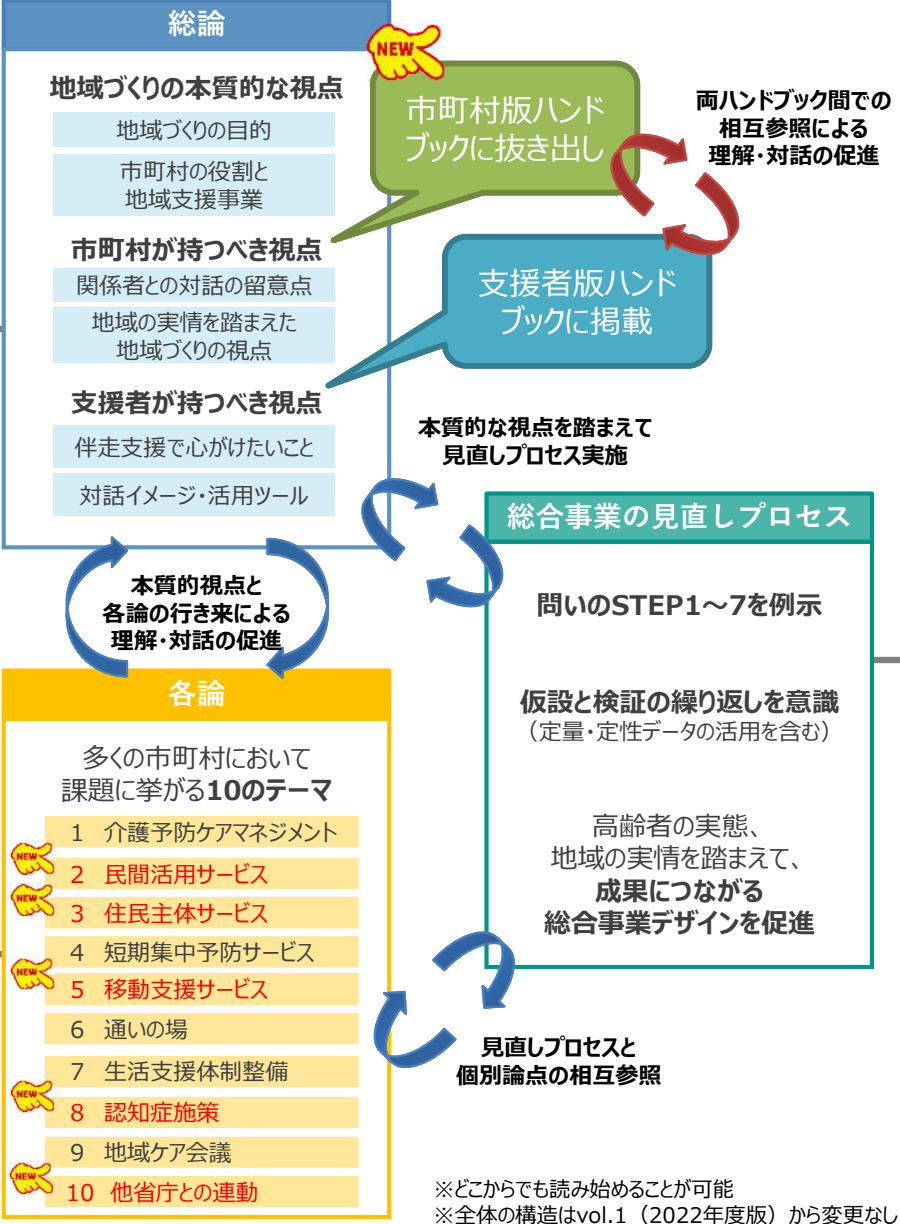 総論
地域づくりの本質的な視点
地域づくりの目的
市町村の役割と
地域支援事業
市町村が持つべき視点
関係者との対話の留意点
地域の実情を踏まえた
地域づくりの視点
支援者が持つべき視点
伴走支援で心がけたいこと
対話イメージ・活用ツール
NEW
市町村版ハンド
ブックに抜き出し
両ハンドブック間での
相互参照による
理解・対話の促進
支援者版ハンド
ブックに掲載
本質的な視点を踏まえて
見直しプロセス実施
総合事業の見直しプロセス
問いのSTEP1～7を例示
仮設と検証の繰り返しを意識
（定量・定性データの活用を含む）
高齢者の実態、
地域の実情を踏まえて、
成果につながる
総合事業デザインを促進
本質的視点と
各論の行き来による
理解・対話の促進
各論
多くの市町村において
課題に挙がる10のテーマ
1 介護予防ケアマネジメント
NEW
2 民間活用サービス
NEW
3 住民主体サービス
4 短期集中予防サービス
NEW
5 移動支援サービス
6 通いの場
7 生活支援体制整備
NEW
8 認知症施策
9 地域ケア会議
NEW
10 他省庁との連動
見直しプロセスと
個別論点の相互参照
※どこからでも読み始めることが可能
※全体の構造はvol.1（2022年度版）から変更なし